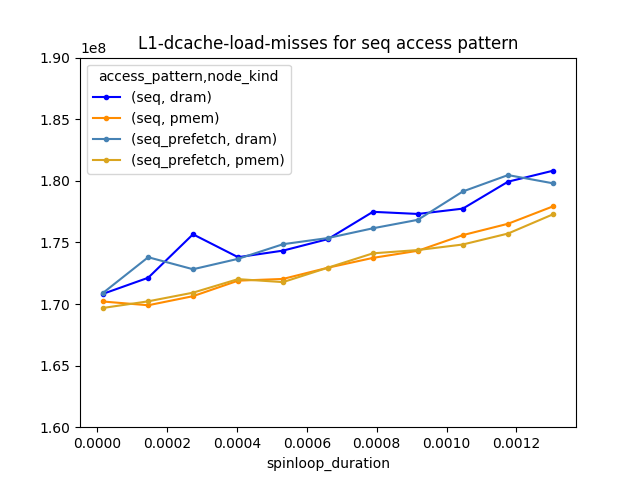 L1-dcache-load-misses for seq access pattern
1e8
1.90
1.85
1.80
1.75
1.70
1.65
1.60
access_pattern,node_kind
(seq, dram)
(seq, pmem)
(seq_prefetch, dram)
(seq_prefetch, pmem)
0.0000 0.0002 0.0004 0.0006 0.0008 0.0010 0.0012
spinloop_duration